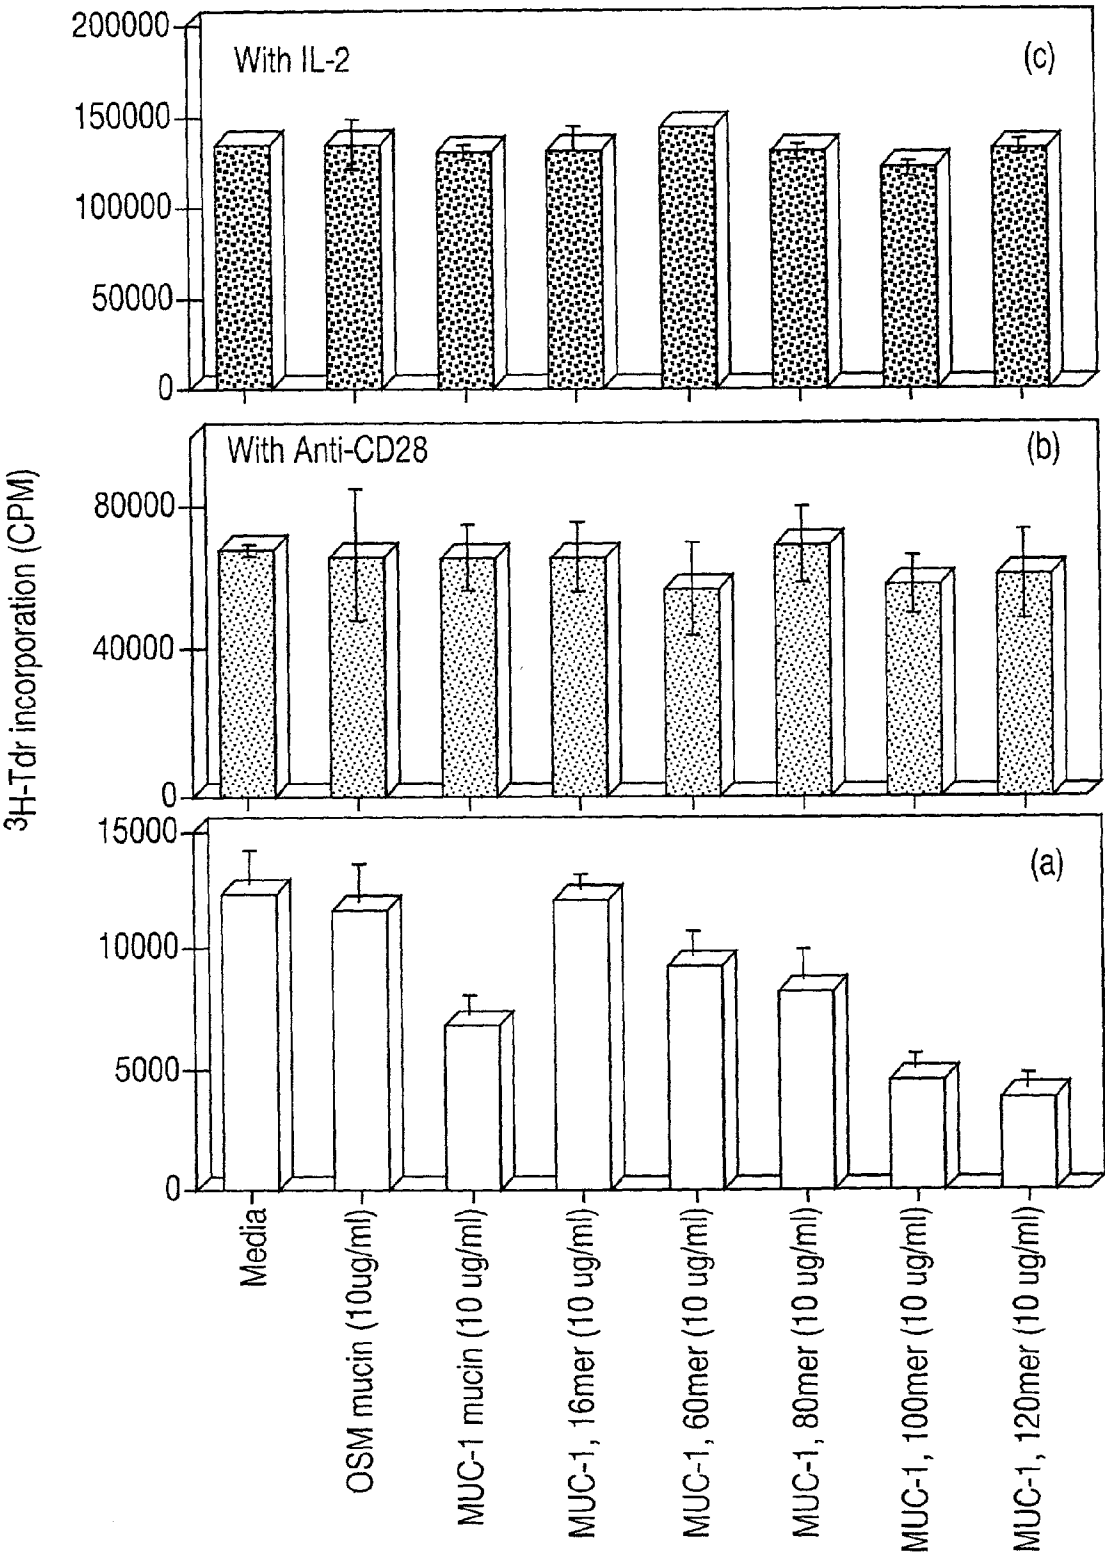 200000
150000
100000
50000
0
With IL-2
(c)
80000
40000
0
With Anti-CD28
(b)
15000
10000
5000
0
(a)
3H-Tdr incorporation (CPM)
Media
OSM mucin (10ug/ml)
MUC-1 mucin (10 ug/ml)
MUC-1, 16mer (10 ug/ml)
MUC-1, 60mer (10 ug/ml)
MUC-1, 80mer (10 ug/ml)
MUC-1, 100mer (10 ug/ml)
MUC-1, 120mer (10 ug/ml)